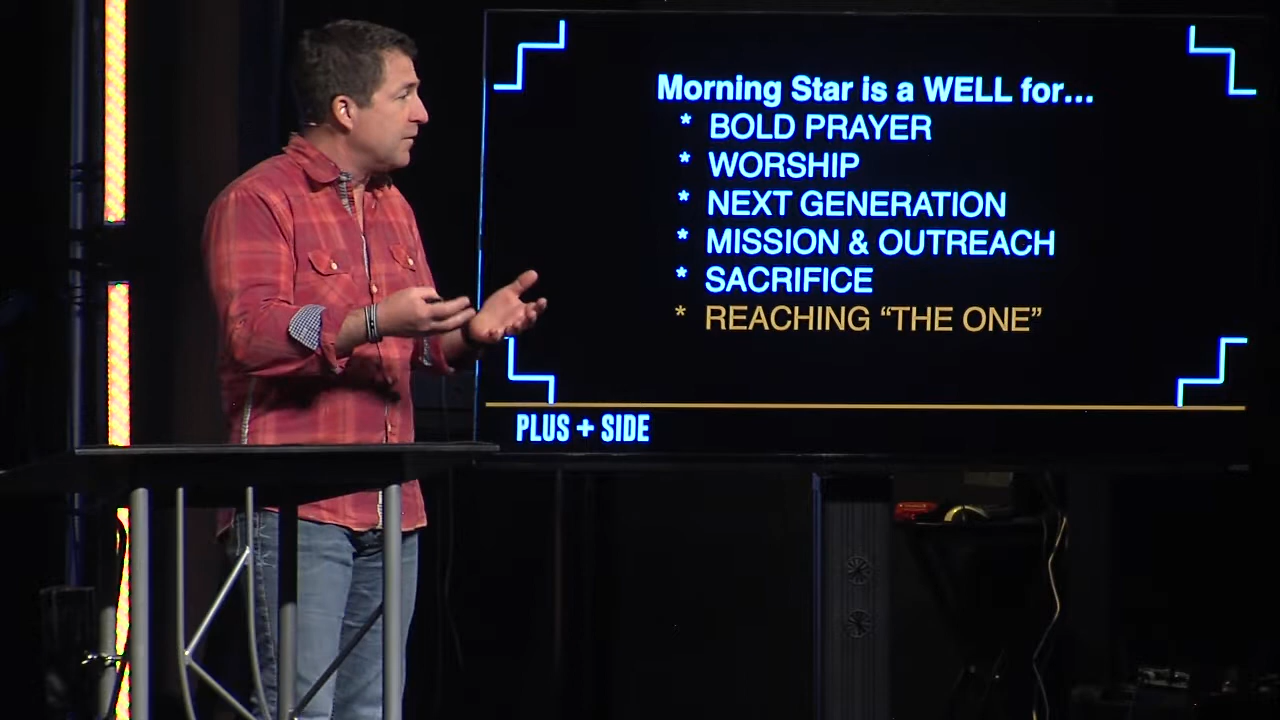 Morning Star is a WELL for...
* BOLD PRAYER
* WORSHIP
* NEXT GENERATION
* MISSION & OUTREACH
* SACRIFICE
* REACHING “THE ONE”
PLUS + SIDE